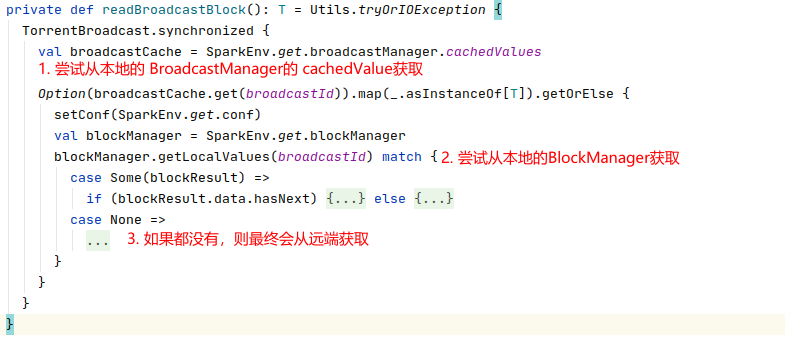 private def readBroadcastBlock(): T = Utils.tryOrIOException {
TorrentBroadcast.synchronized {
val broadcastCache = SparkEnv.get.broadcastManager.cachedValues
1. 尝试从本地的 BroadcastManager的 cachedValue获取
Option(broadcastCache.get(broadcastId)).map(_.asInstanceOf[T]).getOrElse {
setConf(SparkEnv.get.conf)
val blockManager = SparkEnv.get.blockManager
blockManager.getLocalValues(broadcastId) match { 2. 尝试从本地的BlockManager获取
case Some(blockResult) =>
if (blockResult.data.hasNext) {...} else {...}
case None =>
... 3. 如果都没有，则最终会从远端获取
}
}
}
}